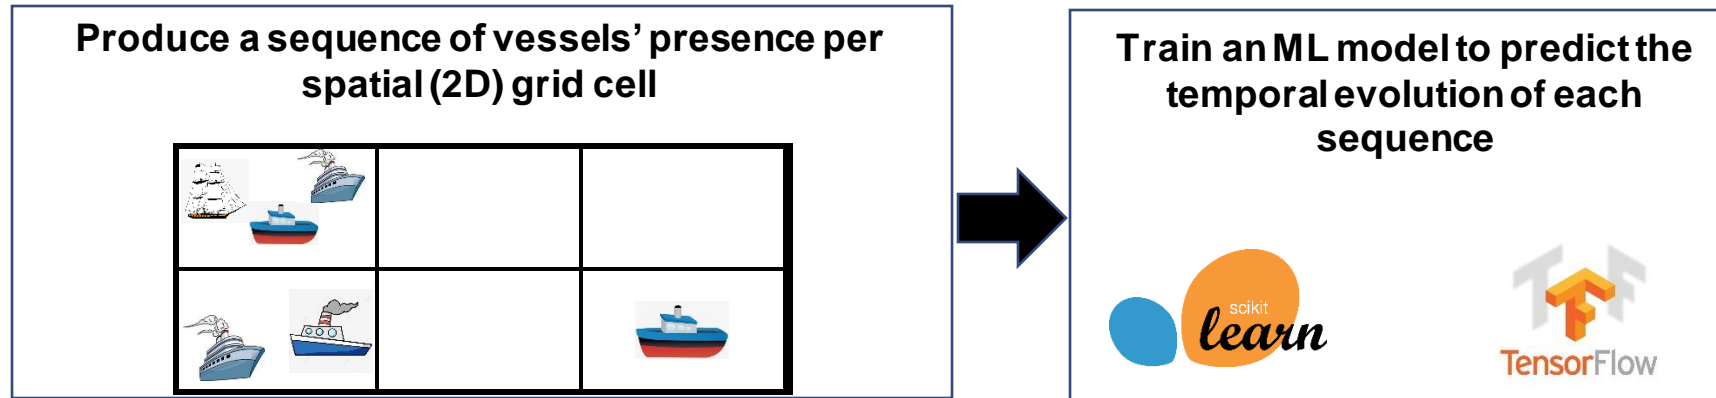 Produce a sequence of vessels’ presence per
spatial (2D) grid cell
Train an ML model to predict the
temporal evolution of each
sequence
scikit
learn
TF
TensorFlow